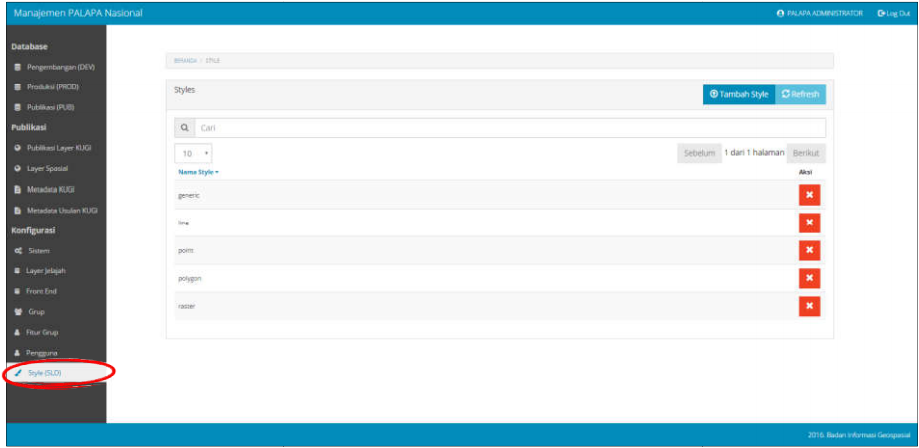 Manajemen PALAPA Nasional
PALAPA ADMINISTRATOR
Log Out
Database
Pengembangan (DEV)
Produksi (PROD)
Publikasi (PUB)
Publikasi
Publikasi Layer KUGI
Layer Spasial
Metadata KUGI
Metadata Usulan KUGI
Konfigurasi
Sistem
Layer Jelajah
Front End
Grup
Fitur Grup
Pengguna
Style (SLD)
BERANDA / STYLE
Styles
Tambah Style
Refresh
Cari
10
Sebelum 1 dari 1 halaman Berikut
Nama Style
Aksi
generic
line
point
polygon
raster
2016. Badan Informasi Geospasial